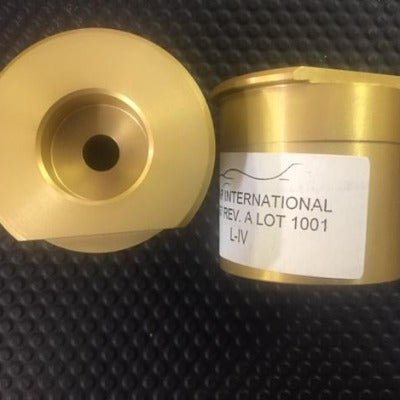 INTERNATIONAL
REV. A LOT 1001
L-IV